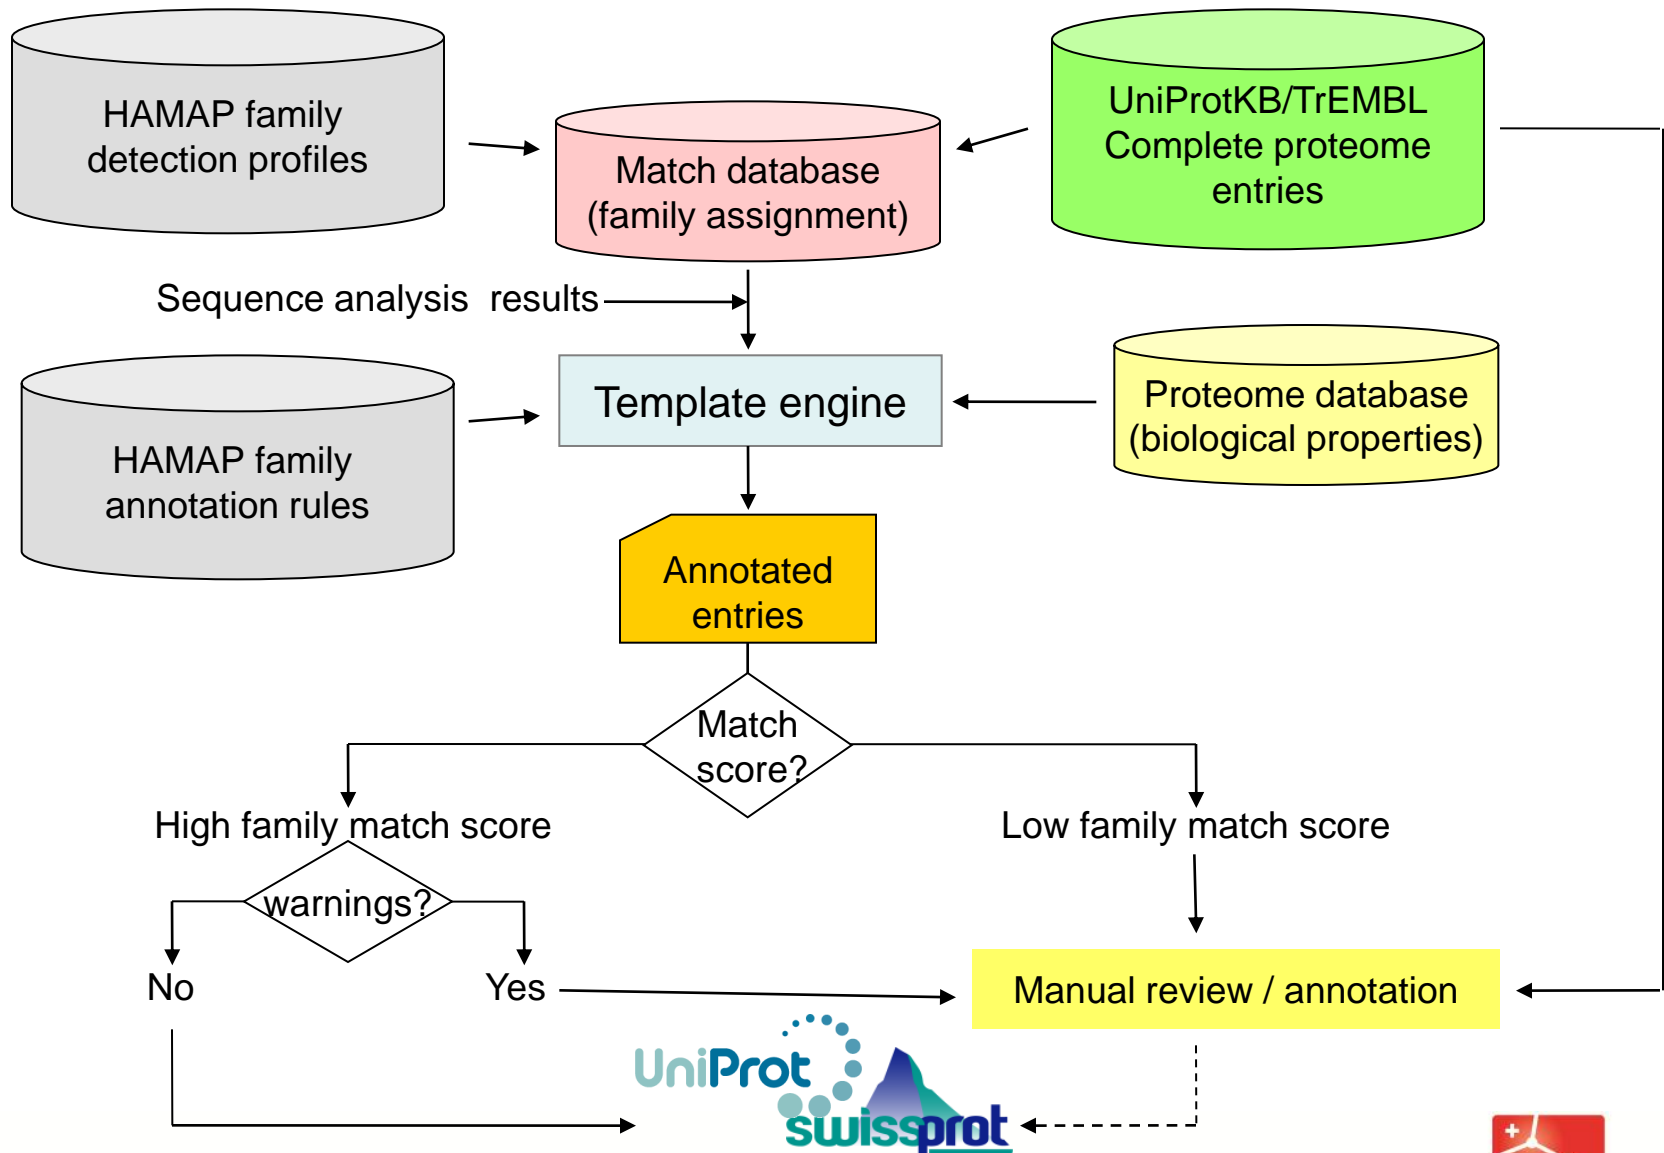 HAMAP family
detection profiles
UniProtKB/TrEMBL
Complete proteome
entries
Match database
(family assignment)
Sequence analysis results
Template engine
Proteome database
(biological properties)
HAMAP family
annotation rules
Annotated
entries
Match
score?
High family match score
Low family match score
warnings?
No
Yes
Manual review / annotation
UniProt
swissprot